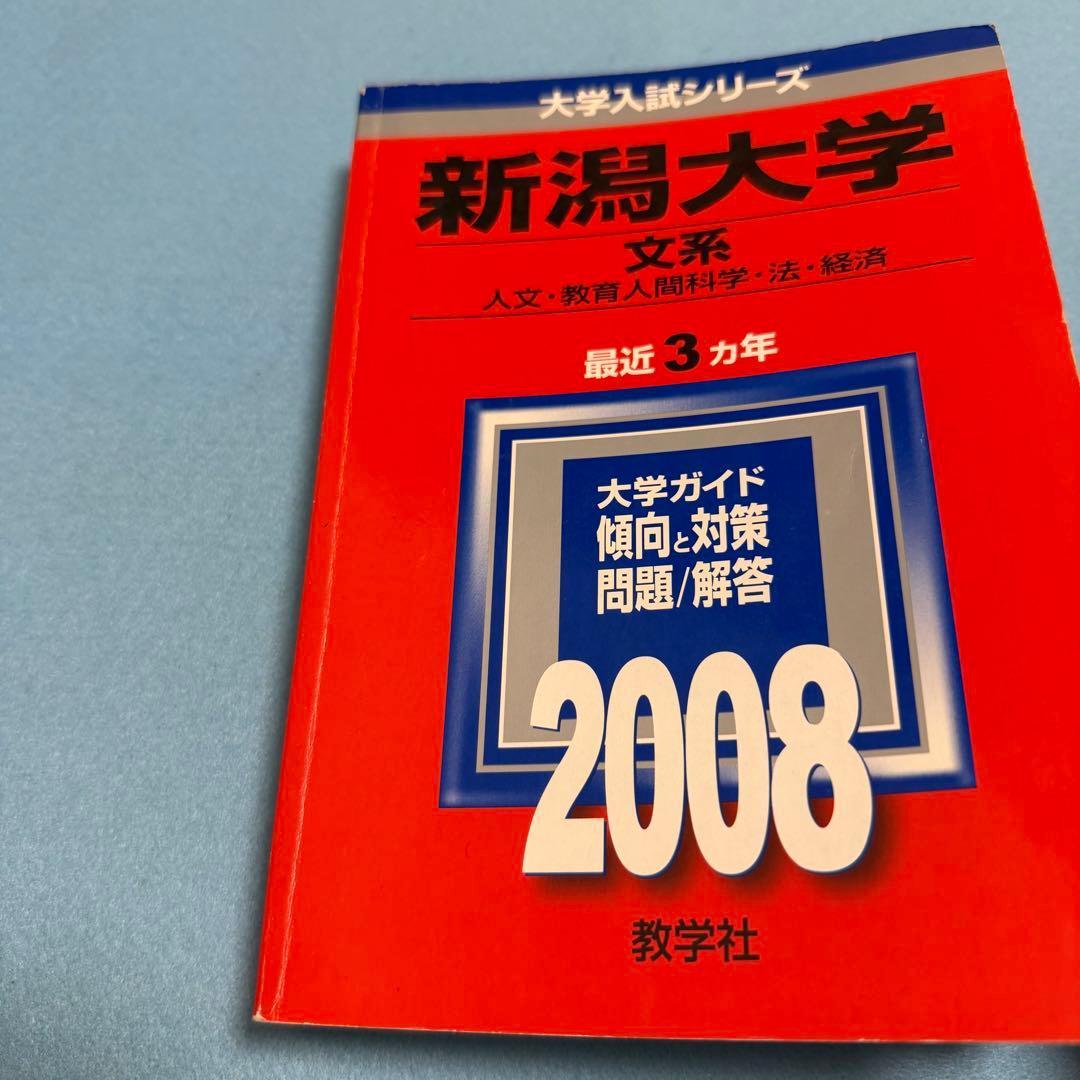 大学入試シリーズ
新潟大学
文系
人文・教育人間科学・法・経済
最近3ヵ年
大学ガイド
傾向と対策
問題/解答
2008
教学社